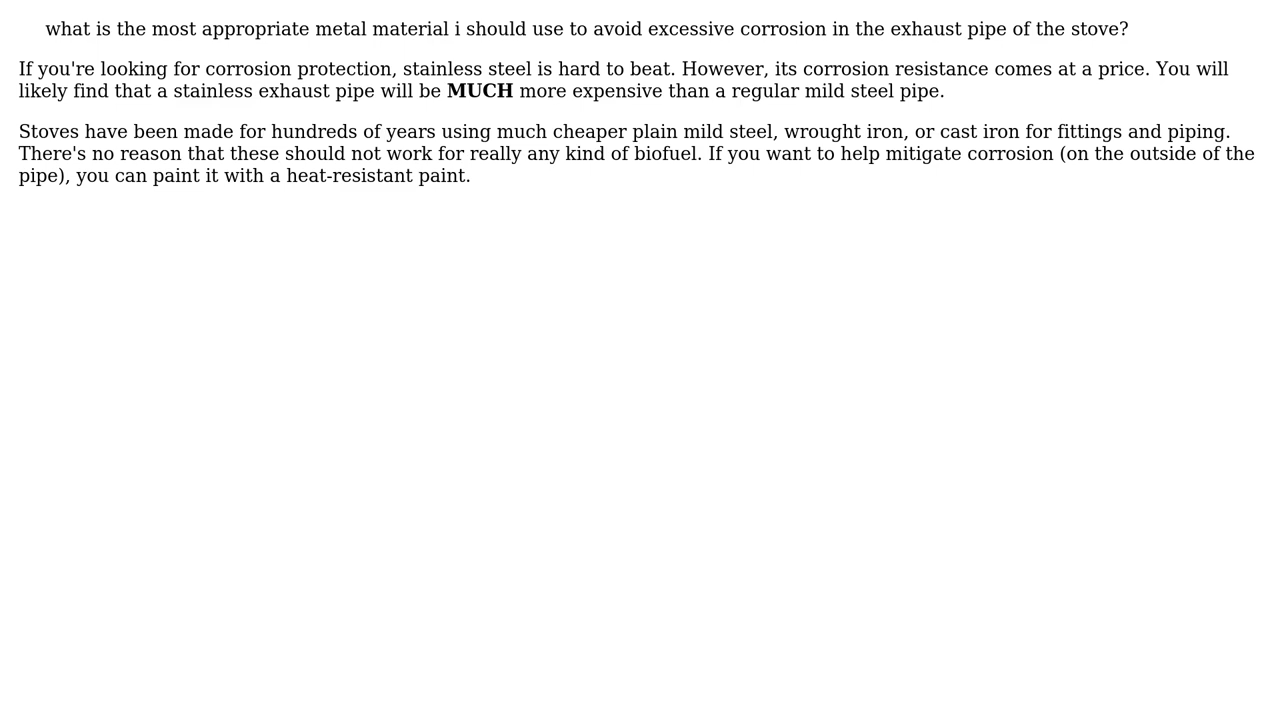 what is the most appropriate metal material i should use to avoid excessive corrosion in the exhaust pipe of the stove?
If you're looking for corrosion protection, stainless steel is hard to beat. However, its corrosion resistance comes at a price. You will
likely find that a stainless exhaust pipe will be MUCH more expensive than a regular mild steel pipe.
Stoves have been made for hundreds of years using much cheaper plain mild steel, wrought iron, or cast iron for fittings and piping.
There's no reason that these should not work for really any kind of biofuel. If you want to help mitigate corrosion (on the outside of the
pipe), you can paint it with a heat-resistant paint.